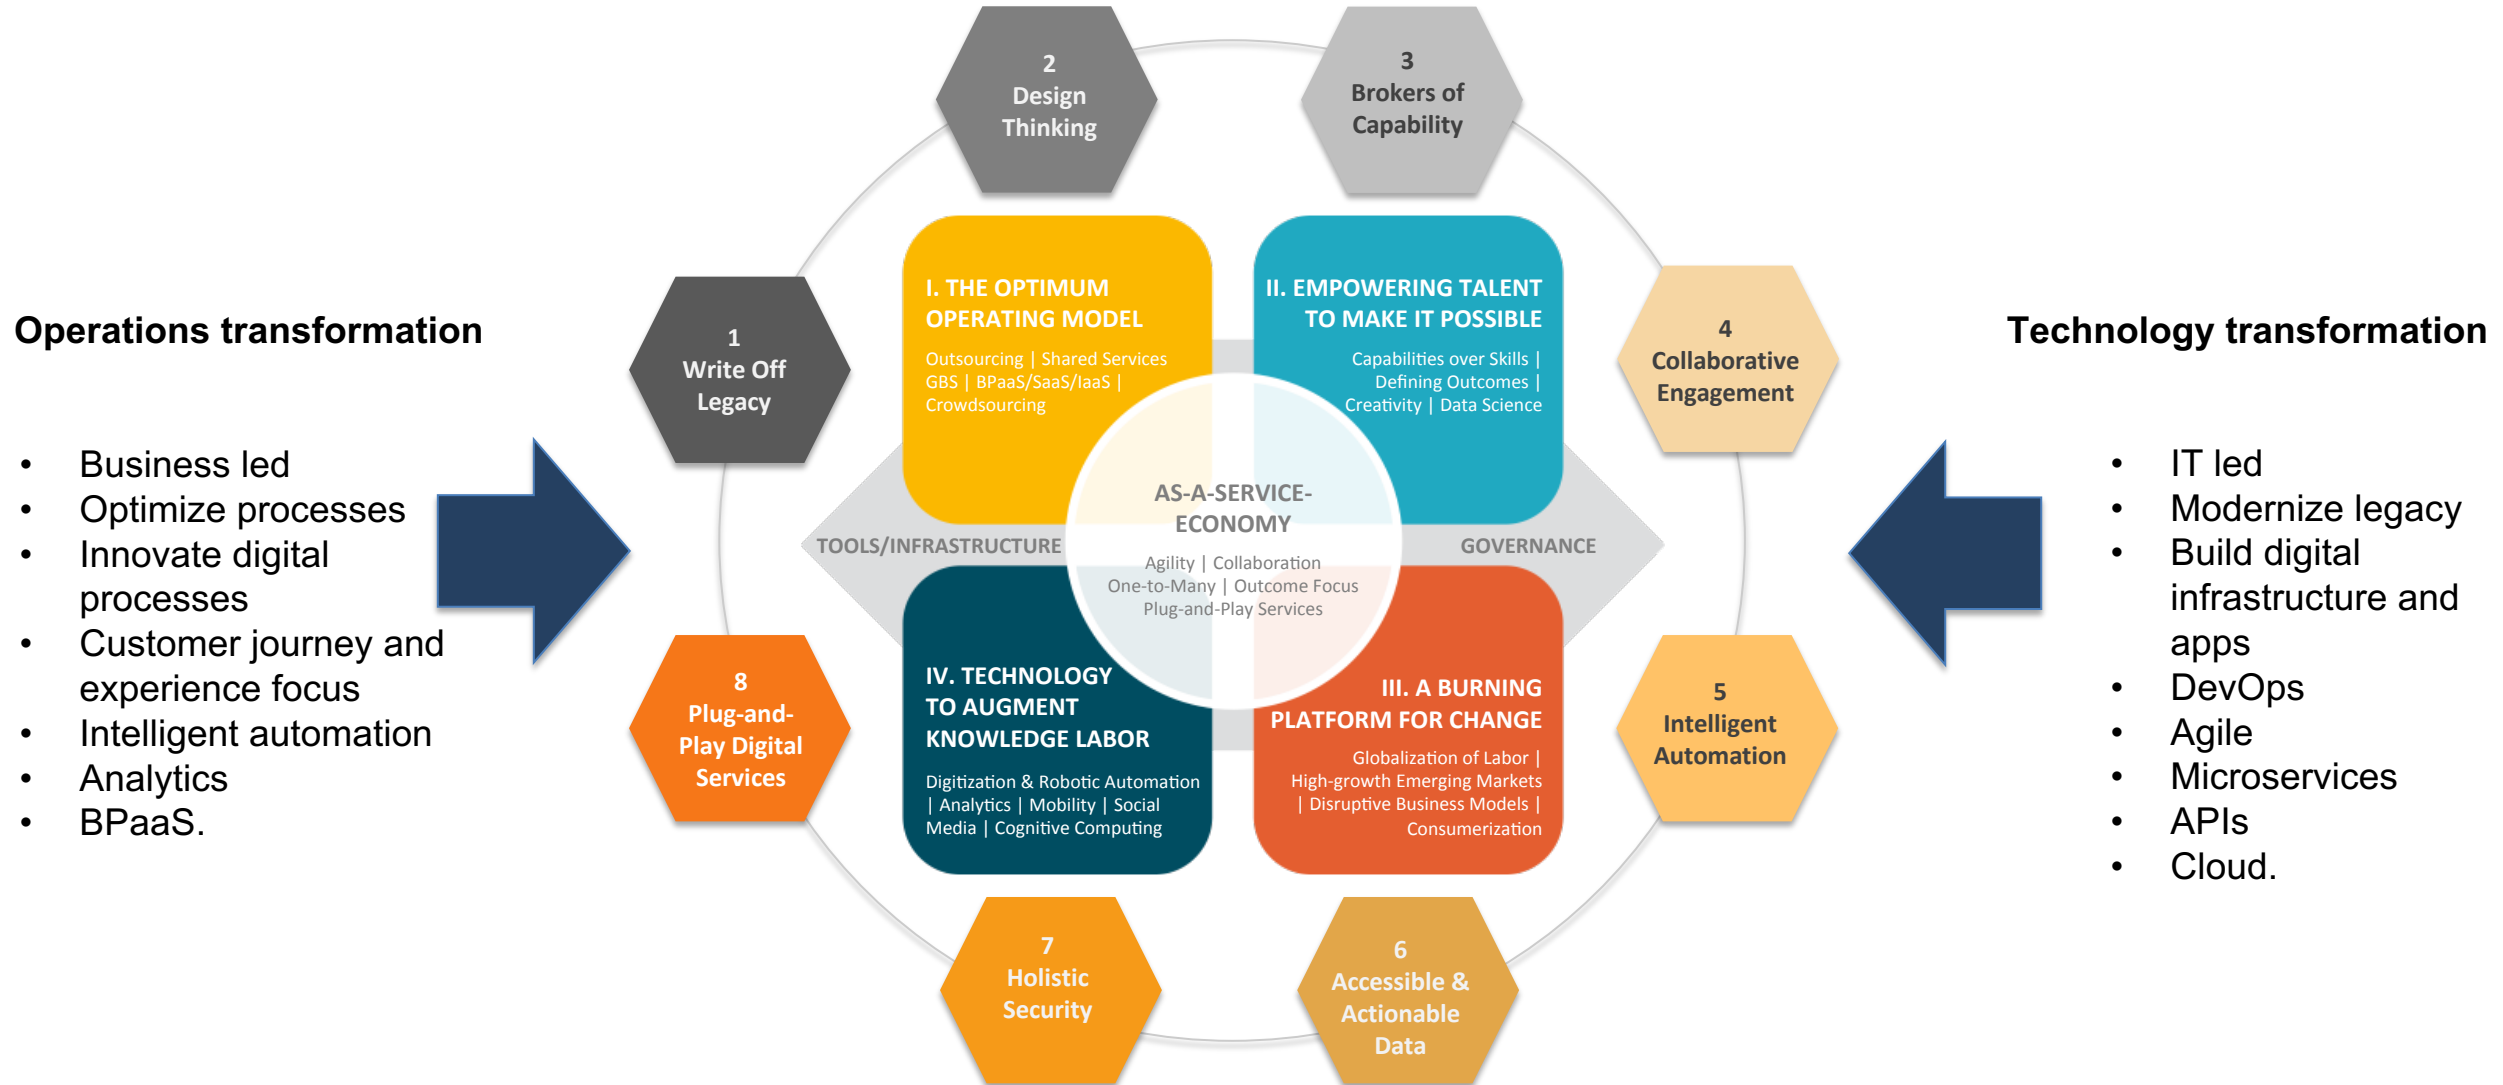 2
Design
Thinking
3
Brokers of
Capability
Operations transformation
• Business led
• Optimize processes
• Innovate digital
processes
• Customer journey and
experience focus
• Intelligent automation
• Analytics
• BPaaS.
1
Write Off
Legacy
I. THE OPTIMUM
OPERATING MODEL
Outsourcing | Shared Services
GBS | BPaaS/SaaS/IaaS |
Crowdsourcing
II. EMPOWERING TALENT
TO MAKE IT POSSIBLE
Capabilities over Skills |
Defining Outcomes |
Creativity | Data Science
4
Collaborative
Engagement
TOOLS/INFRASTRUCTURE
AS-A-SERVICE-
ECONOMY
Agility | Collaboration
One-to-Many | Outcome Focus
Plug-and-Play Services
GOVERNANCE
8
Plug-and-
Play Digital
Services
IV. TECHNOLOGY
TO AUGMENT
KNOWLEDGE LABOR
Digitization & Robotic Automation
| Analytics | Mobility | Social
Media | Cognitive Computing
III. A BURNING
PLATFORM FOR CHANGE
Globalization of Labor |
High-growth Emerging Markets
| Disruptive Business Models |
Consumerization
5
Intelligent
Automation
7
Holistic
Security
6
Accessible &
Actionable
Data
Technology transformation
• IT led
• Modernize legacy
• Build digital
infrastructure and
apps
• DevOps
• Agile
• Microservices
• APIs
• Cloud.